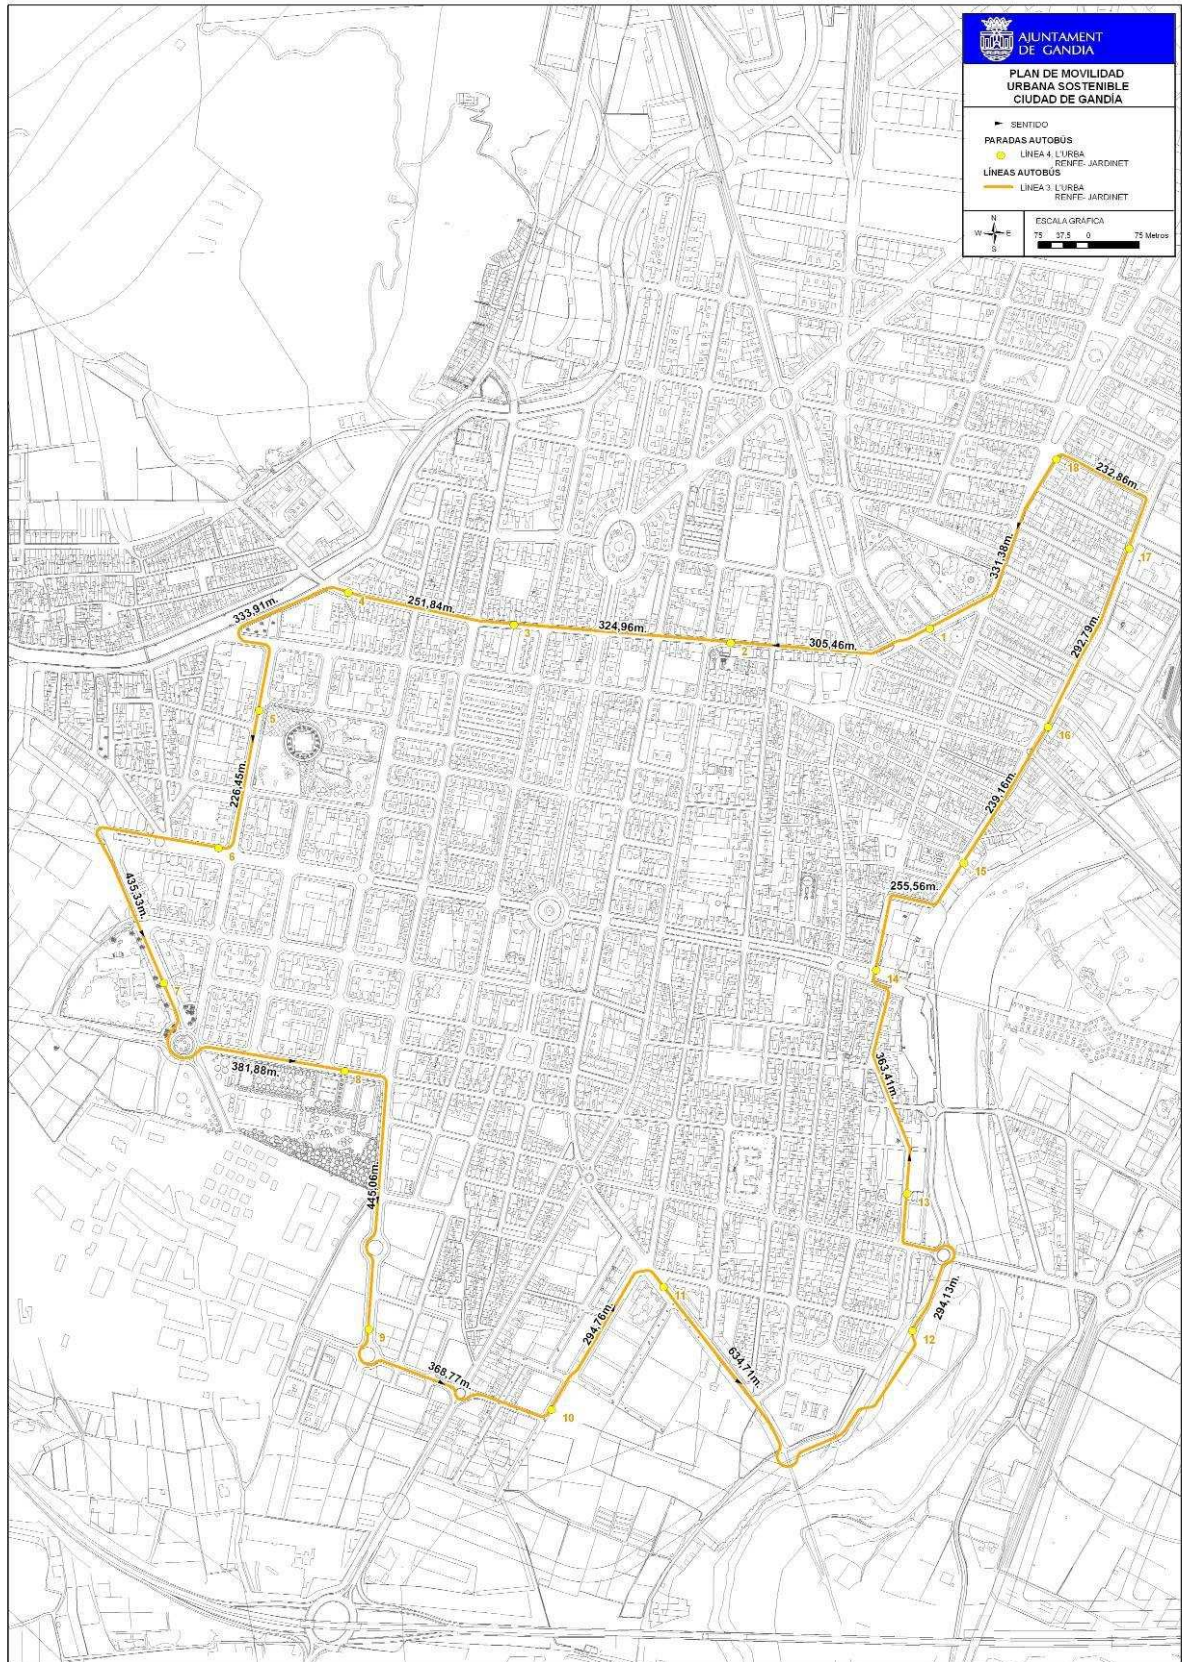 AJUNTAMENT
DE GANDIA
PLAN DE MOVILIDAD
URBANA SOSTENIBLE
CIUDAD DE GANDÍA
SENTIDO
PARADAS AUTOBÚS
LÍNEA 4, L'URBA
RENFE- JARDINET
LÍNEAS AUTOBÚS
LÍNEA 3, L'URBA
RENFE- JARDINET
N
W E
S
ESCALA GRÁFICA
75 37,5 0 75 Metros
18
232,86m.
17
331,38m.
333,91m.
4
251,84m.
3
324,96m.
2
305,46m.
1
292,79m.
5
16
226,45m.
239,16m.
6
15
435,33m.
255,56m.
7
14
381,88m.
8
363,41m.
445,06m.
13
11
294,13m.
294,76m.
9
12
634,71m.
368,77m.
10